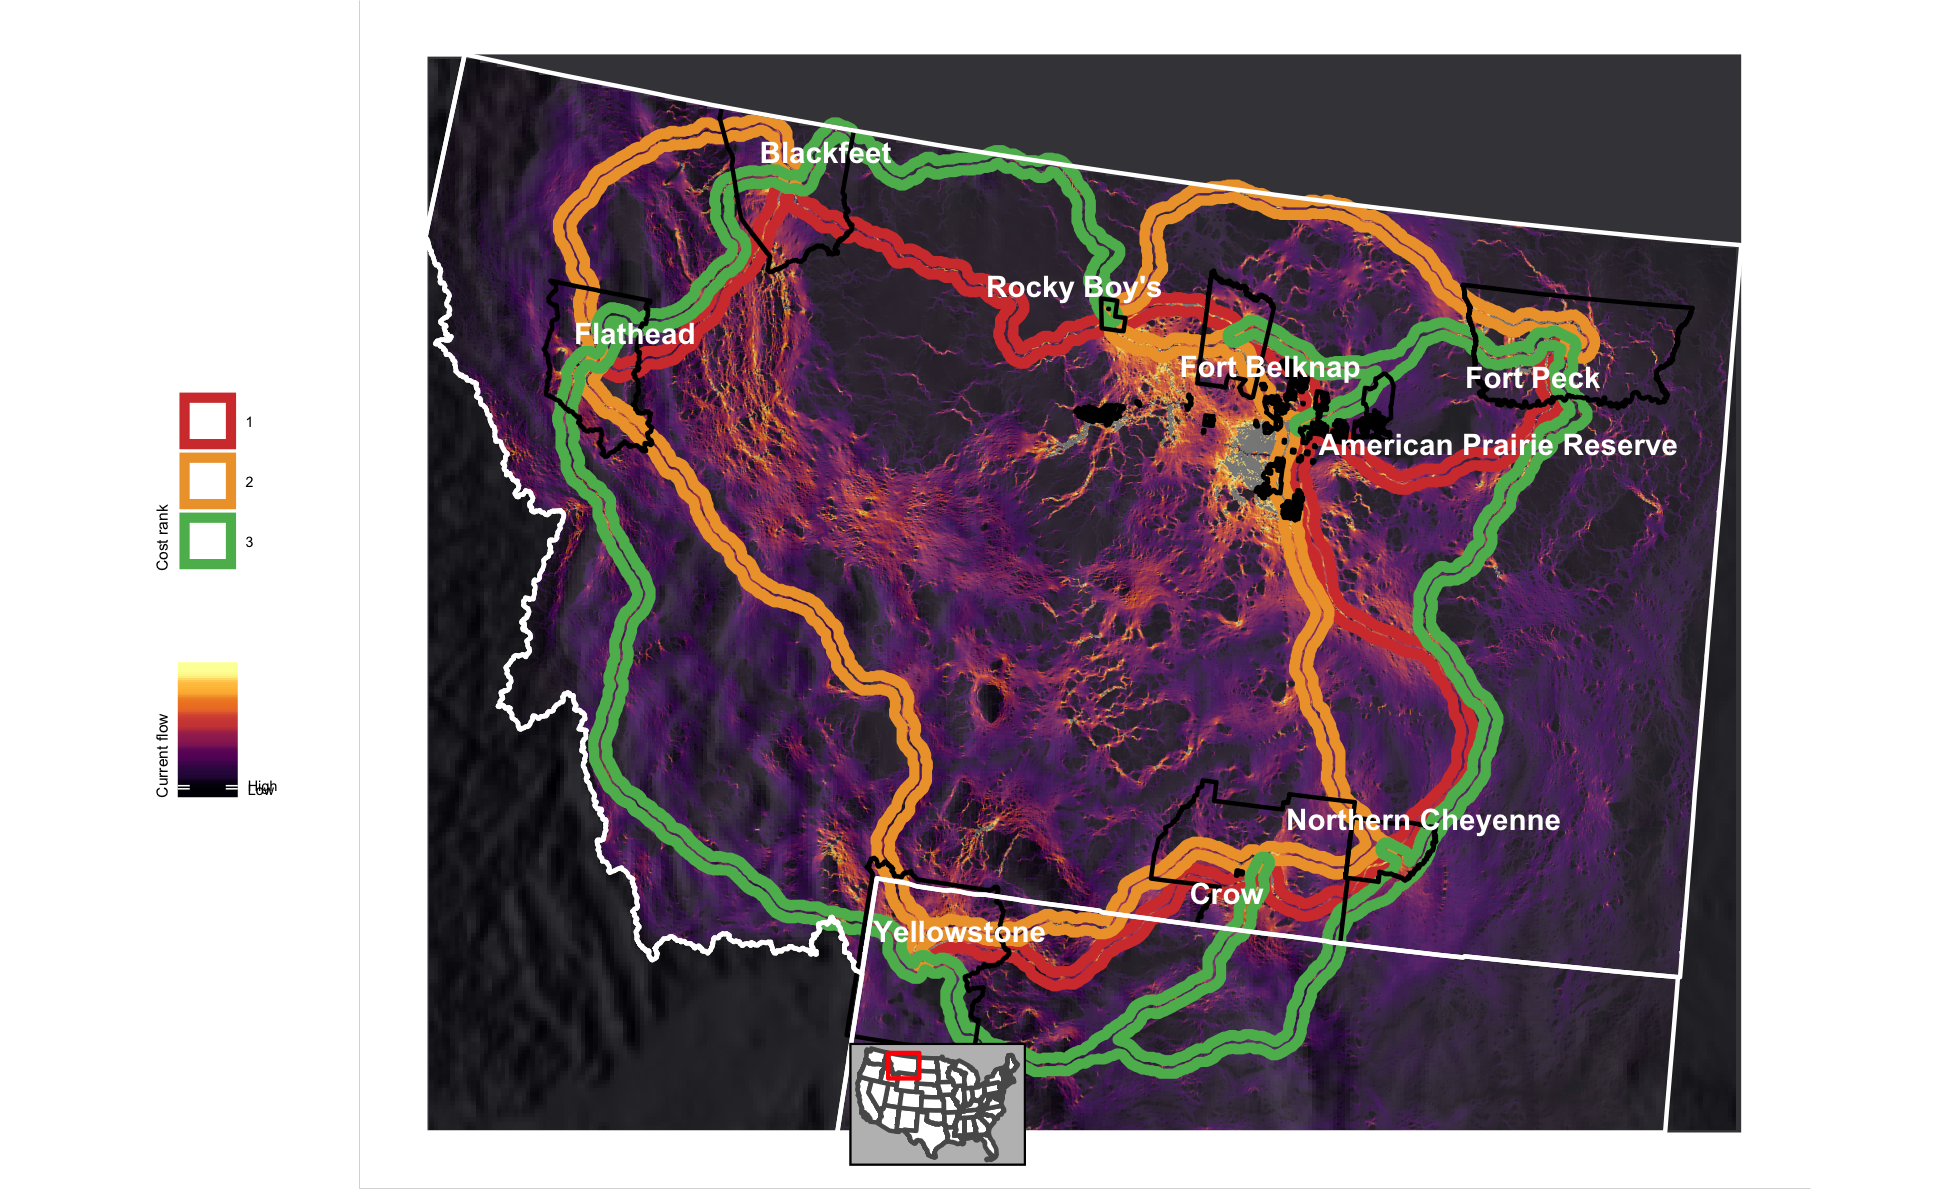 Blackfeet
Rocky Boy's
Flathead
Fort Belknap
Fort Peck
American Prairie Reserve
Northern Cheyenne
Crow
Yellowstone
Cost rank
1
2
3
Current flow
High
Low